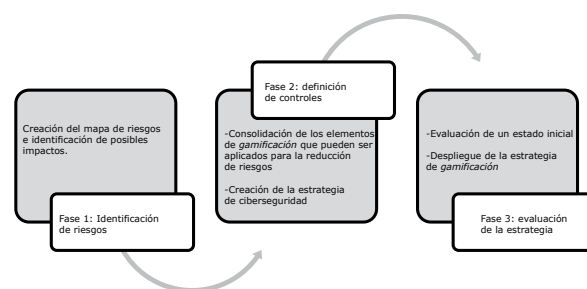 Creación del mapa de riesgos
e identificación de posibles
impactos.
Fase 1: Identificación
de riesgos
Fase 2: definición
de controles
-Consolidación de los elementos
de gamificación que pueden ser
aplicados para la reducción
de riesgos
-Creación de la estrategia
de ciberseguridad
-Evaluación de un estado inicial
-Despliegue de la estrategia
de gamificación
Fase 3: evaluación
de la estrategia